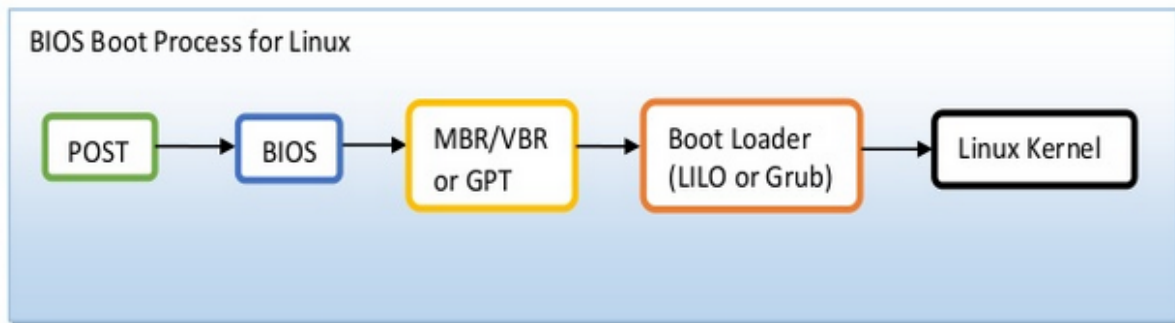 BIOS Boot Process for Linux
POST
BIOS
MBR/VBR
or GPT
Boot Loader
(LILO or Grub)
Linux Kernel